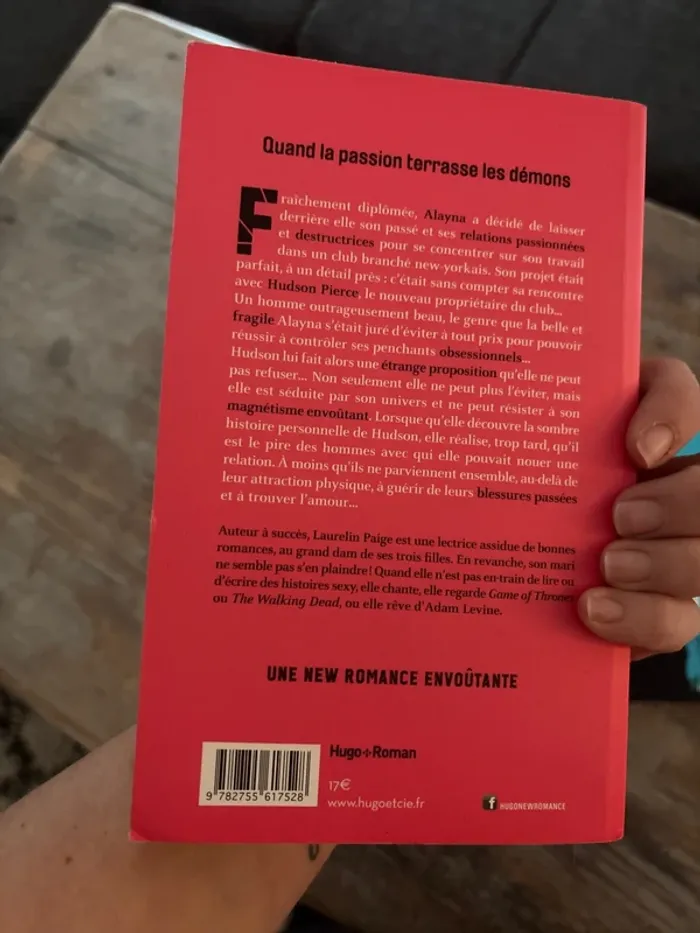 Quand la passion terrasse les démons
Fraîchement diplômée, Alayna a décidé de laisser
derrière elle son passé et ses relations passionnées
et destructrices pour se concentrer sur son travail
dans un club branché new-yorkais. Son projet était
parfait, à un détail près : c'était sans compter sa rencontre
avec Hudson Pierce, le nouveau propriétaire du club...
Un homme outrageusement beau, le genre que la belle et
fragile Alayna s'était juré d'éviter à tout prix pour pouvoir
réussir à contrôler ses penchants obsessionnels...
Hudson lui fait alors une étrange proposition qu'elle ne peut
pas refuser... Non seulement elle ne peut plus l'éviter, mais
elle est séduite par son univers et ne peut résister à son
magnétisme envoûtant. Lorsque qu'elle découvre la sombre
histoire personnelle de Hudson, elle réalise, trop tard, qu'il
est le pire des hommes avec qui elle pouvait nouer une
relation. À moins qu'ils ne parviennent ensemble, au-delà de
leur attraction physique, à guérir de leurs blessures passées
et à trouver l'amour...
Auteur à succès, Laurelin Paige est une lectrice assidue de bonnes
romances, au grand dam de ses trois filles. En revanche, son mari
ne semble pas s'en plaindre! Quand elle n'est pas en-train de lire ou
d'écrire des histoires sexy, elle chante, elle regarde Game of Thrones
ou The Walking Dead, ou elle rêve d'Adam Levine.
UNE NEW ROMANCE ENVOÛTANTE
Hugo+Roman
17€
www.hugoetcie.fr
9 782755 617528
f HUGONEWROMANCE